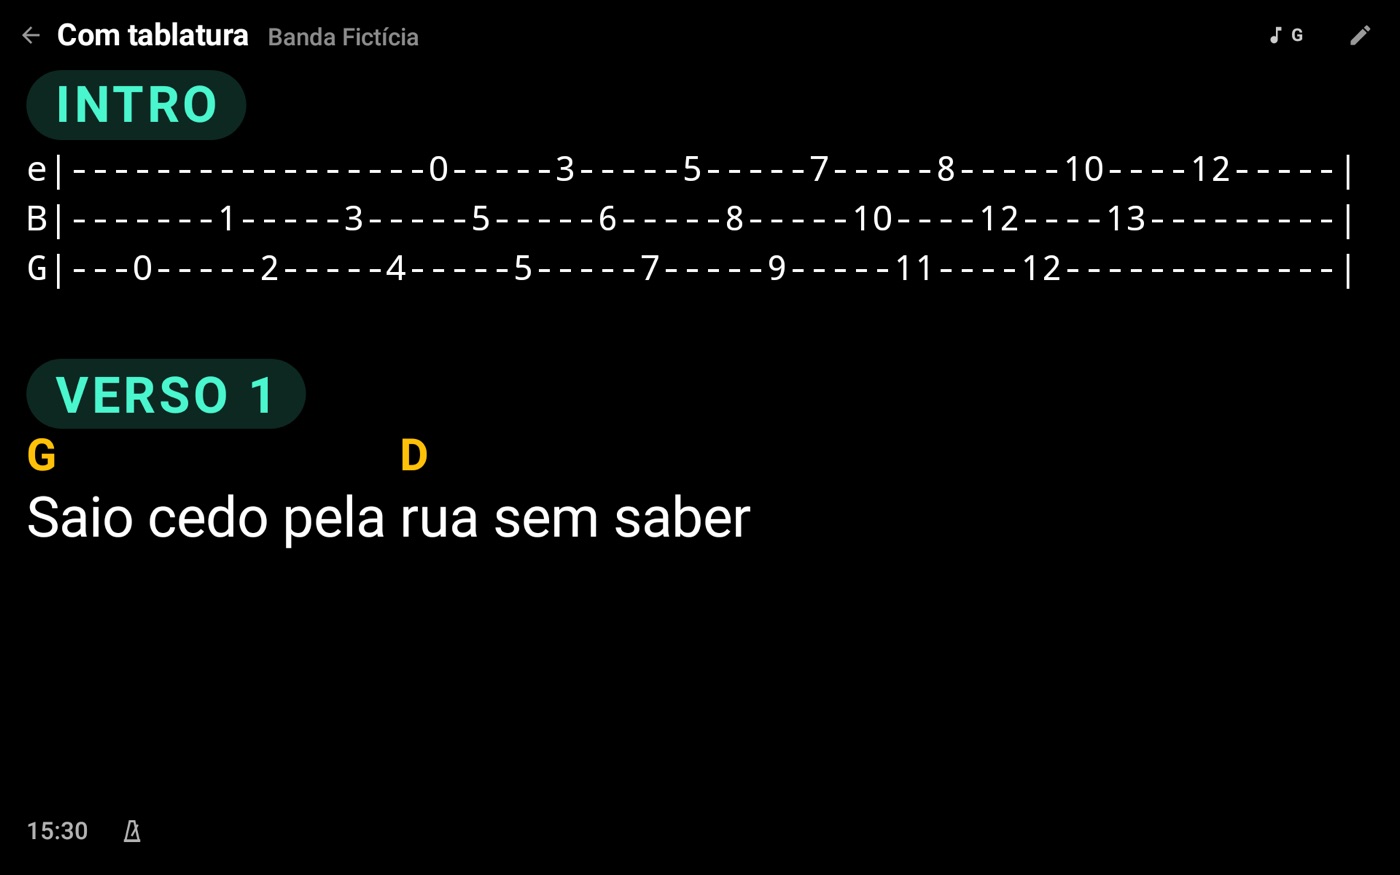 Com tablatura Banda Fictícia G
INTRO
e|-----------------0-----3-----5-----7-----8-----10----12-----|
B|-------1-----3-----5-----6-----8-----10----12----13---------|
G|---0-----2-----4-----5-----7-----9-----11----12-------------|
VERSO 1
G D
Saio cedo pela rua sem saber
15:30